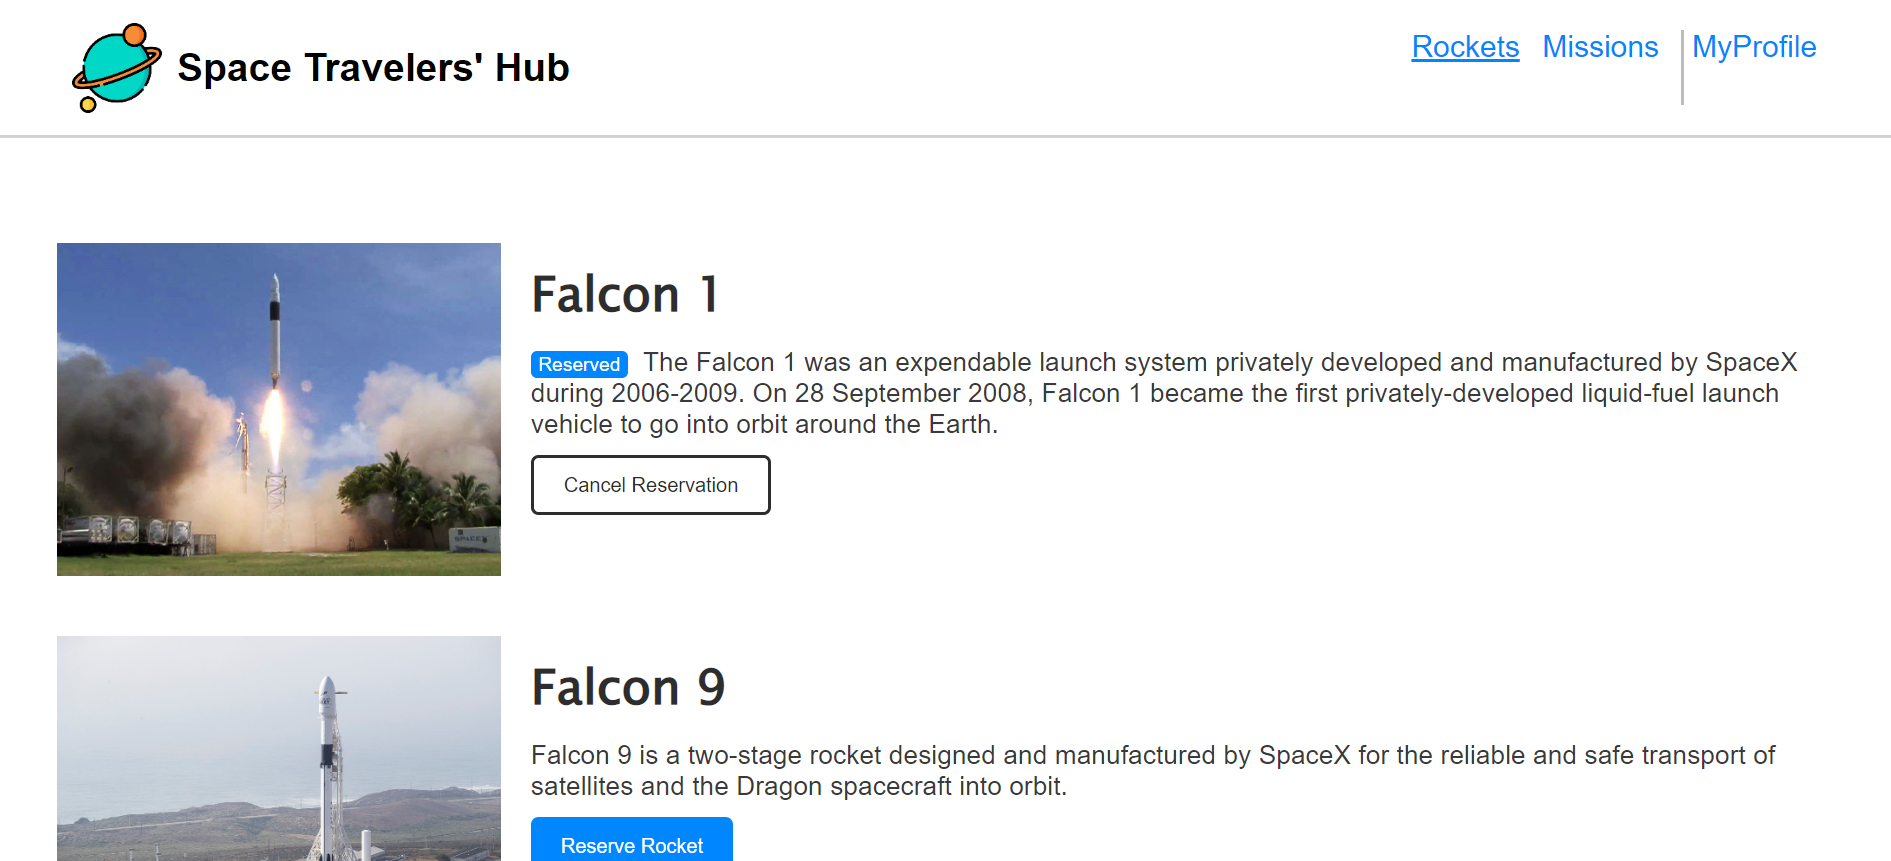 Space Travelers' Hub
Rockets Missions MyProfile
Falcon 1
Reserved The Falcon 1 was an expendable launch system privately developed and manufactured by SpaceX
during 2006-2009. On 28 September 2008, Falcon 1 became the first privately-developed liquid-fuel launch
vehicle to go into orbit around the Earth.
Cancel Reservation
SPACEX
Falcon 9
Falcon 9 is a two-stage rocket designed and manufactured by SpaceX for the reliable and safe transport of
satellites and the Dragon spacecraft into orbit.
Reserve Rocket